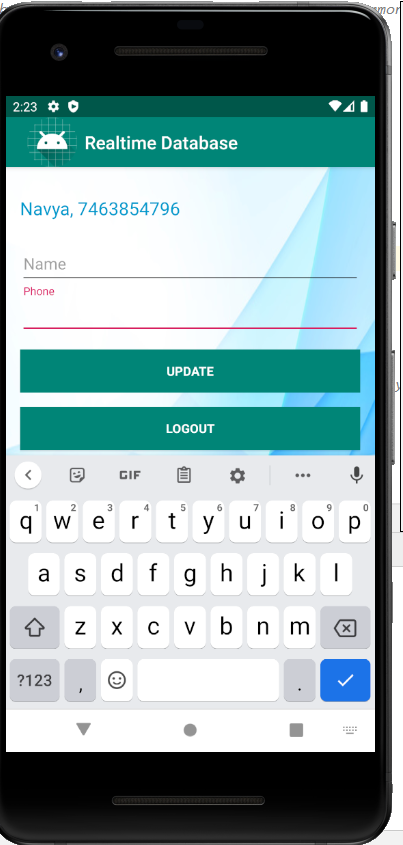 mor
2:23
Realtime Database
Navya, 7463854796
Name
Phone
UPDATE
LOGOUT
GIF
1 2 3 4 5 6 7 8 9 0
q w e r t y u i o p
a s d f g h j k l
z x c v b n m
?123 , .